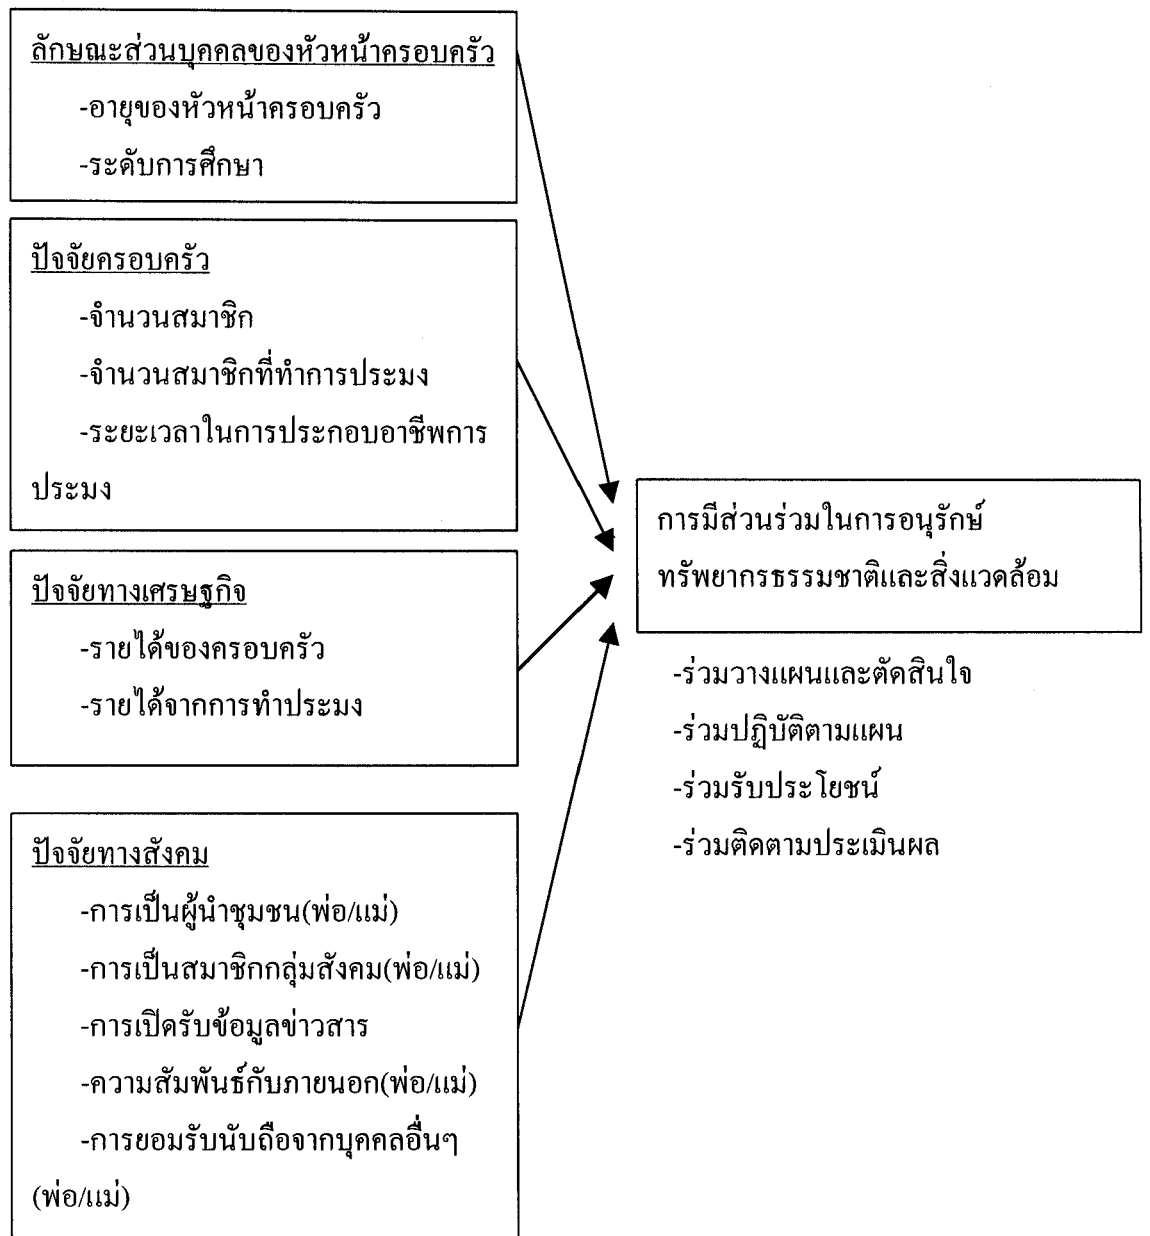 ลักษณะส่วนบุคคลของหัวหน้าครอบครัว
-อายุของหัวหน้าครอบครัว
-ระดับการศึกษา
ปัจจัยครอบครัว
-จำนวนสมาชิก
-จำนวนสมาชิกที่ทำการประมง
-ระยะเวลาในการประกอบอาชีพการ
ประมง
ปัจจัยทางเศรษฐกิจ
-รายได้ของครอบครัว
-รายได้จากการทำประมง
ปัจจัยทางสังคม
-การเป็นผู้นำชุมชน(พ่อ/แม่)
-การเป็นสมาชิกกลุ่มสังคม(พ่อ/แม่)
-การเปิดรับข้อมูลข่าวสาร
-ความสัมพันธ์กับภายนอก(พ่อ/แม่)
-การยอมรับนับถือจากบุคคลอื่นๆ
(พ่อ/แม่)
การมีส่วนร่วมในการอนุรักษ์
ทรัพยากรธรรมชาติและสิ่งแวดล้อม
-ร่วมวางแผนและตัดสินใจ
-ร่วมปฏิบัติตามแผน
-ร่วมรับประโยชน์
-ร่วมติดตามประเมินผล